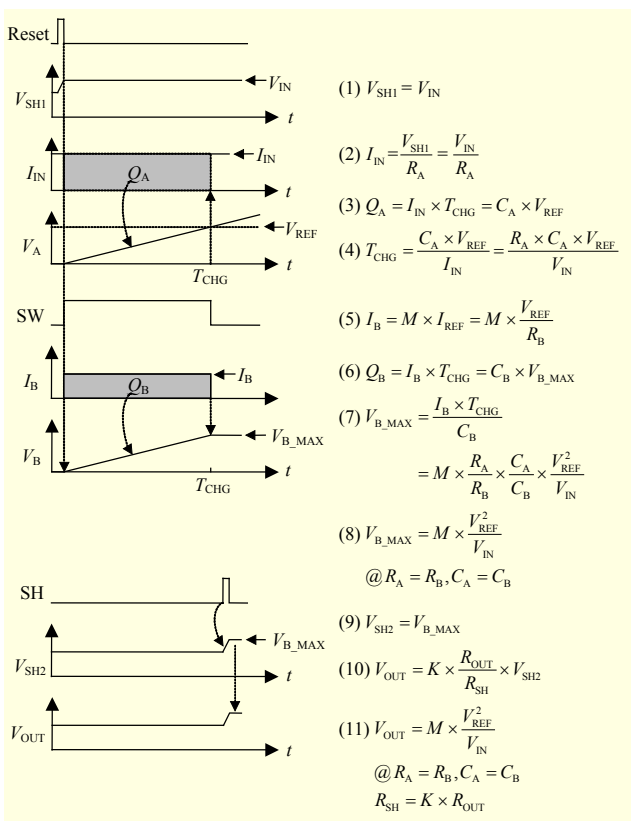 Reset
V_SH1
V_IN
t
(1) V_SH1 = V_IN
I_IN
Q_A
I_IN
t
(2) I_IN = V_SH1 / R_A = V_IN / R_A
(3) Q_A = I_IN × T_CHG = C_A × V_REF
V_A
V_REF
t
T_CHG
(4) T_CHG = C_A × V_REF / I_IN = R_A × C_A × V_REF / V_IN
SW
(5) I_B = M × I_REF = M × V_REF / R_B
I_B
Q_B
I_B
t
(6) Q_B = I_B × T_CHG = C_B × V_B_MAX
V_B
V_B_MAX
t
T_CHG
(7) V_B_MAX = I_B × T_CHG / C_B
= M × R_A / R_B × C_A / C_B × V²_REF / V_IN
(8) V_B_MAX = M × V²_REF / V_IN
@ R_A = R_B, C_A = C_B
SH
V_SH2
V_B_MAX
t
(9) V_SH2 = V_B_MAX
(10) V_OUT = K × R_OUT / R_SH × V_SH2
V_OUT
t
(11) V_OUT = M × V²_REF / V_IN
@ R_A = R_B, C_A = C_B
R_SH = K × R_OUT